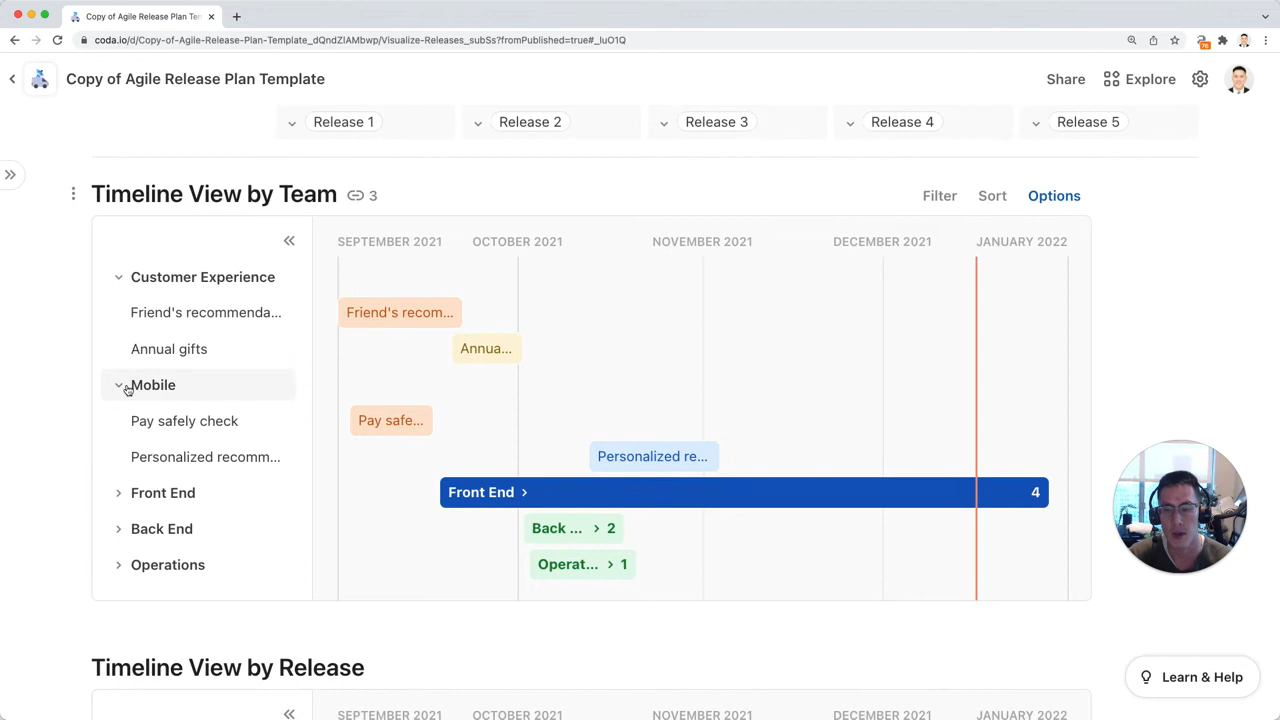 Copy of Agile Release Plan Tem
coda.io/d/Copy-of-Agile-Release-Plan-Template_dQndZlAMbwp/Visualize-Releases_subSs?fromPublished=true#_luO1Q
76
Copy of Agile Release Plan Template
Share
Explore
Release 1
Release 2
Release 3
Release 4
Release 5
Timeline View by Team
3
Filter
Sort
Options
SEPTEMBER 2021
OCTOBER 2021
NOVEMBER 2021
DECEMBER 2021
JANUARY 2022
Customer Experience
Friend's recommenda...
Friend's recom...
Annual gifts
Annua...
Mobile
Pay safely check
Pay safe...
Personalized recomm...
Personalized re...
Front End
Front End
4
Back End
Back ... 2
Operations
Operat... 1
Timeline View by Release
SEPTEMBER 2021
OCTOBER 2021
NOVEMBER 2021
DECEMBER 2021
JANUARY 2022
Learn & Help